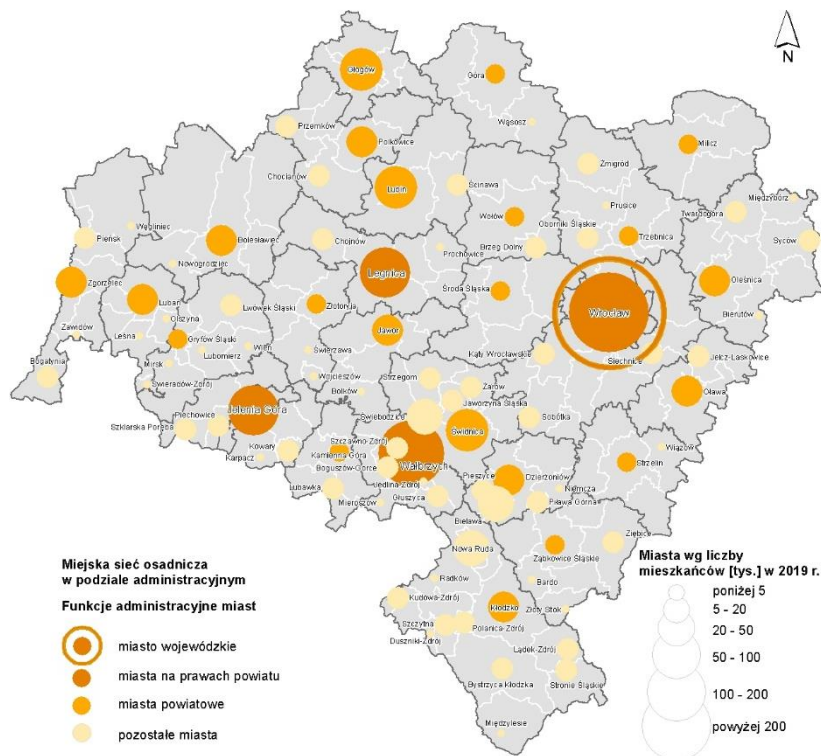 N
Głogów
Góra
Wąsosz
Przemków
Polkowice
Milicz
Chocianów
Lubin
Ścinawa
Żmigród
Międzybórz
Prusice
Twardogóra
Węgliniec
Wołów
Oborniki Śląskie
Trzebnica
Syców
Pieńsk
Bolesławiec
Chojnów
Prochowice
Brzeg Dolny
Nowogrodziec
Legnica
Oleśnica
Zgorzelec
Środa Śląska
Lubań
Lwówek Śląski
Złotoryja
Wrocław
Bierutów
Olszyna
Jawor
Zawidów
Leśna
Gryfów Śląski
Lubomierz
Wleń
Świerzawa
Kąty Wrocławskie
Siechnice
Jelcz-Laskowice
Bogatynia
Mirsk
Wojcieszów
Strzegom
Żarów
Świeradów-Zdrój
Bolków
Jaworzyna Śląska
Oława
Jelenia Góra
Świebodzice
Sobótka
Piechowice
Szklarska Poręba
Świdnica
Szczawno-Zdrój
Wiązów
Kowary
Kamienna Góra
Wałbrzych
Karpacz
Boguszów-Gorce
Strzelin
Pieszyce
Dzierżoniów
Jedlina-Zdrój
Lubawka
Niemcza
Głuszyca
Mieroszów
Piława Górna
Bielawa
Ziębice
Nowa Ruda
Ząbkowice Śląskie
Radków
Bardo
Kudowa-Zdrój
Kłodzko
Złoty Stok
Szczytna
Polanica-Zdrój
Duszniki-Zdrój
Lądek-Zdrój
Bystrzyca Kłodzka
Stronie Śląskie
Międzylesie
Miejska sieć osadnicza
w podziale administracyjnym
Funkcje administracyjne miast
miasto wojewódzkie
miasta na prawach powiatu
miasta powiatowe
pozostałe miasta
Miasta wg liczby
mieszkańców [tys.] w 2019 r.
poniżej 5
5 - 20
20 - 50
50 - 100
100 - 200
powyżej 200